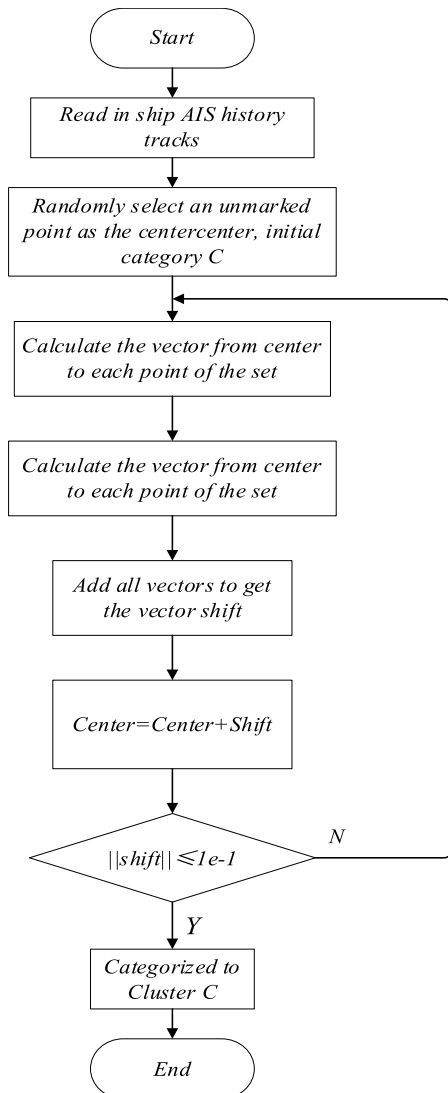 Start
Read in ship AIS history
tracks
Randomly select an unmarked
point as the centercenter, initial
category C
Calculate the vector from center
to each point of the set
Calculate the vector from center
to each point of the set
Add all vectors to get
the vector shift
Center=Center+Shift
||shift|| ⩽1e-1
N
Y
Categorized to
Cluster C
End